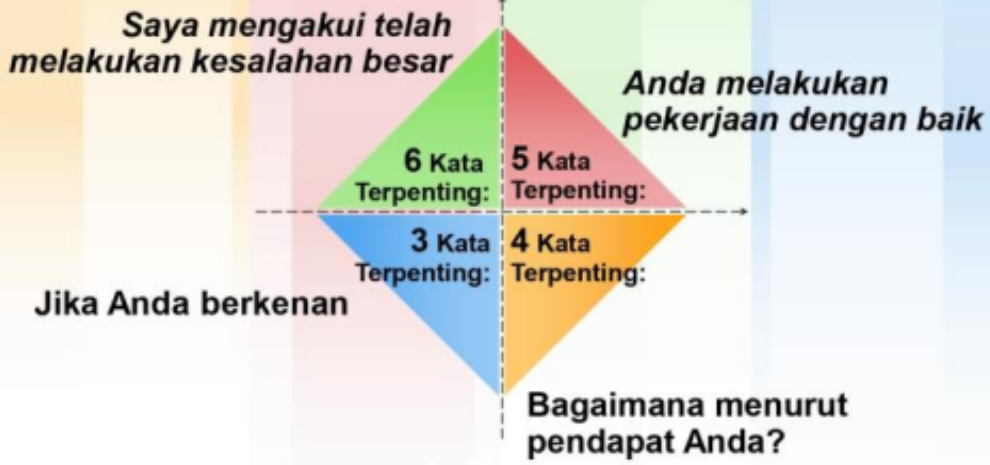 Saya mengakui telah
melakukan kesalahan besar
Anda melakukan
pekerjaan dengan baik
6 Kata
Terpenting:
5 Kata
Terpenting:
3 Kata
Terpenting:
4 Kata
Terpenting:
Jika Anda berkenan
Bagaimana menurut
pendapat Anda?